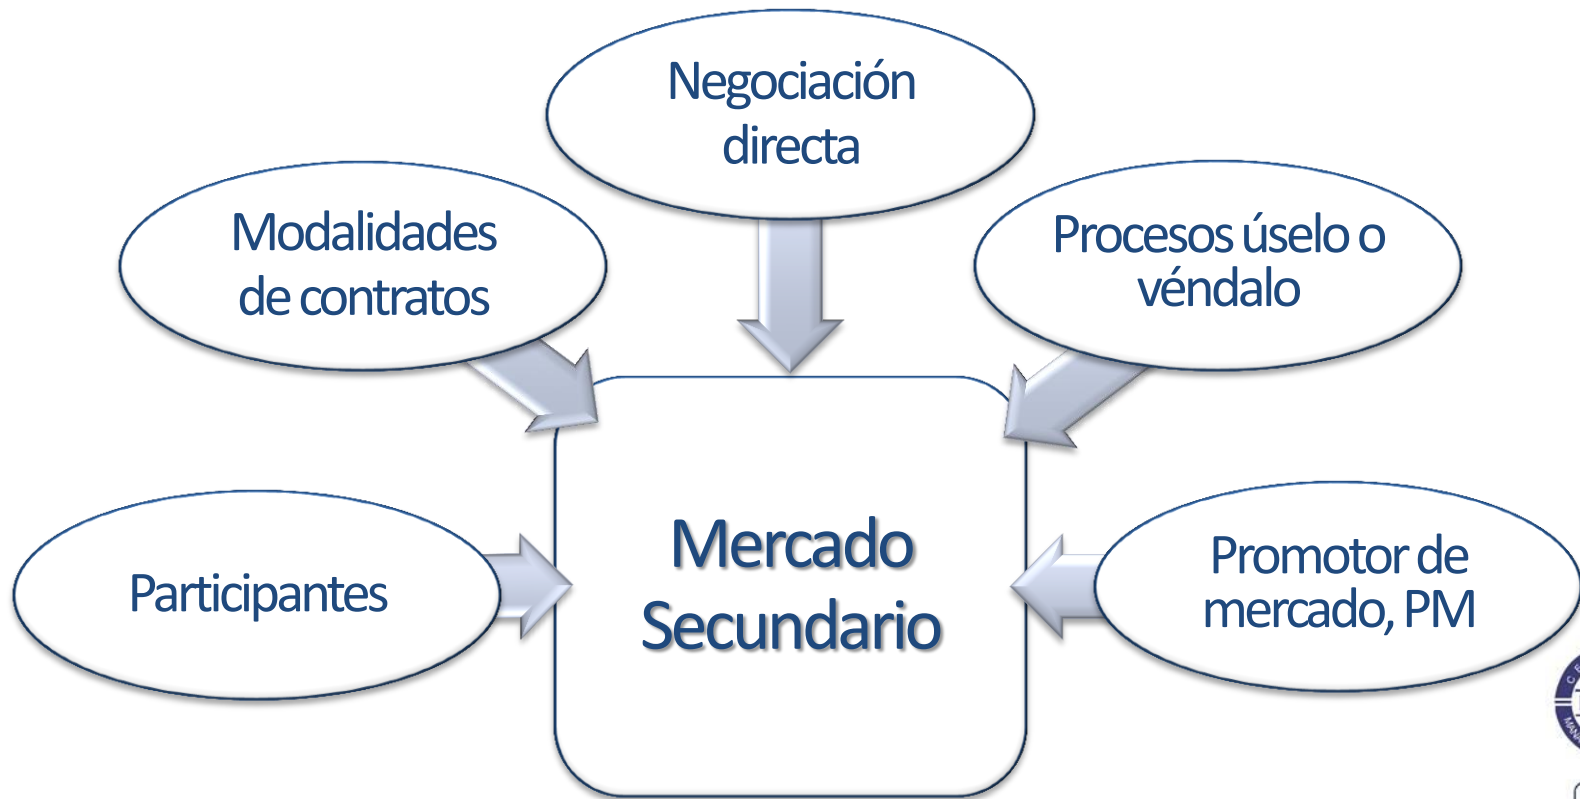 Negociación
directa
Modalidades
de contratos
Procesos úselo o
véndalo
Participantes
Mercado
Secundario
Promotor de
mercado, PM